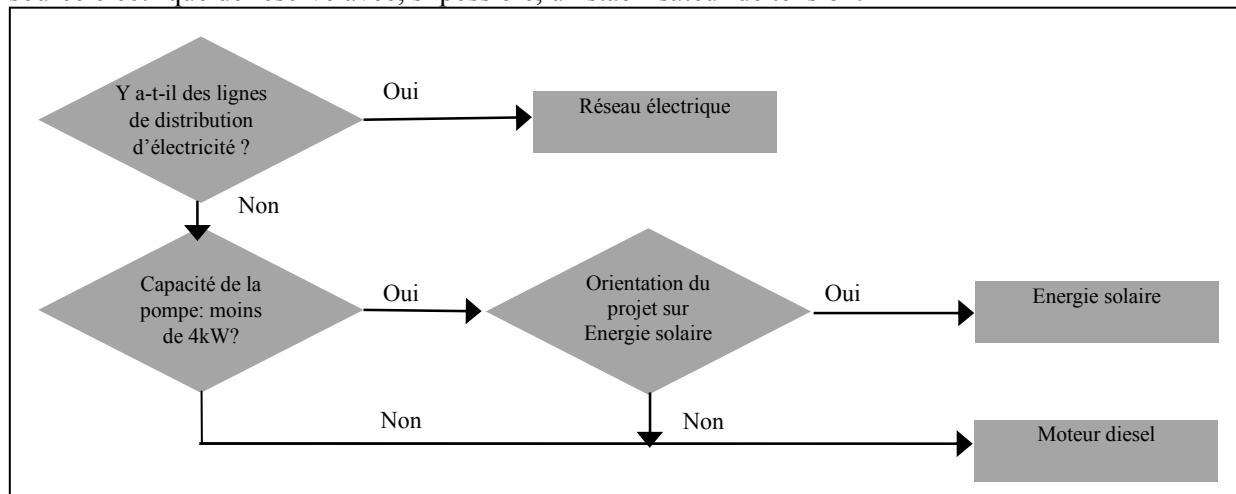 Y a-t-il des lignes
de distribution
d’électricité ?
Oui
Réseau électrique
Non
Capacité de la
pompe: moins
de 4kW?
Oui
Orientation du
projet sur
Energie solaire
Oui
Energie solaire
Non
Non
Moteur diesel